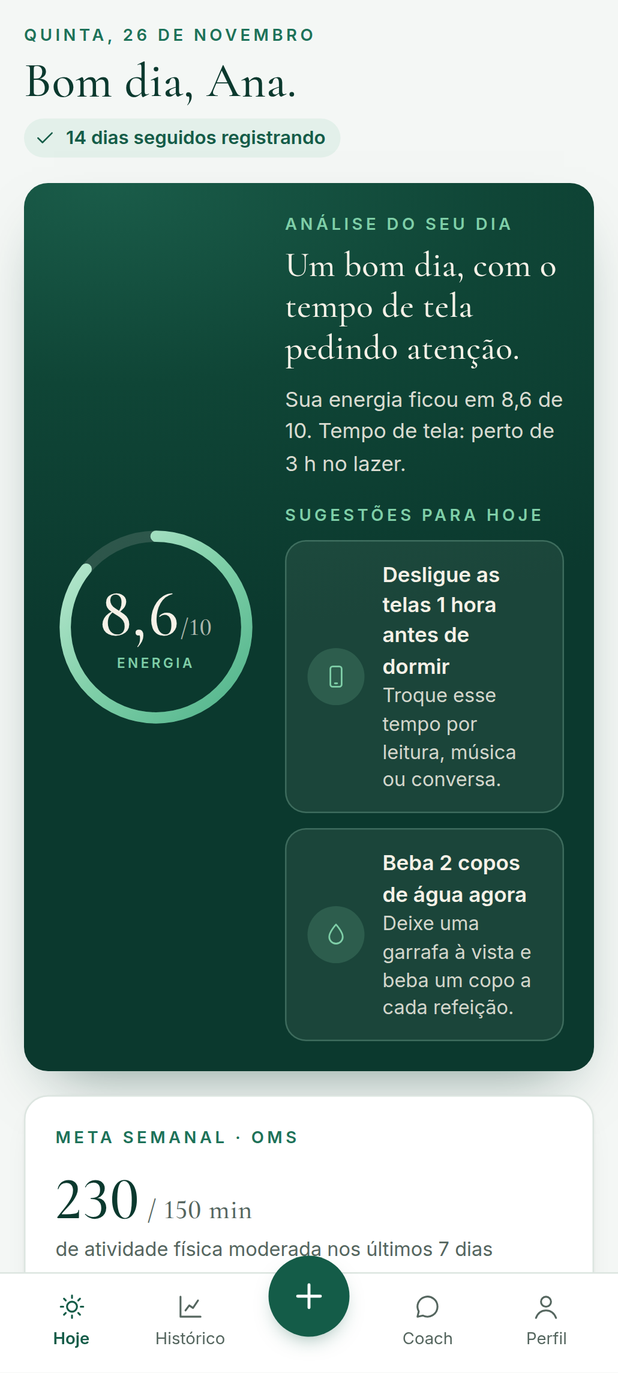 QUINTA, 26 DE NOVEMBRO
Bom dia, Ana.
14 dias seguidos registrando
8,6/10
ENERGIA
ANÁLISE DO SEU DIA
Um bom dia, com o
tempo de tela
pedindo atenção.
Sua energia ficou em 8,6 de
10. Tempo de tela: perto de
3 h no lazer.
SUGESTÕES PARA HOJE
Desligue as
telas 1 hora
antes de
dormir
Troque esse
tempo por
leitura, música
ou conversa.
Beba 2 copos
de água agora
Deixe uma
garrafa à vista e
beba um copo a
cada refeição.
META SEMANAL · OMS
230 / 150 min
de atividade física moderada nos últimos 7 dias
Hoje
Histórico
Coach
Perfil